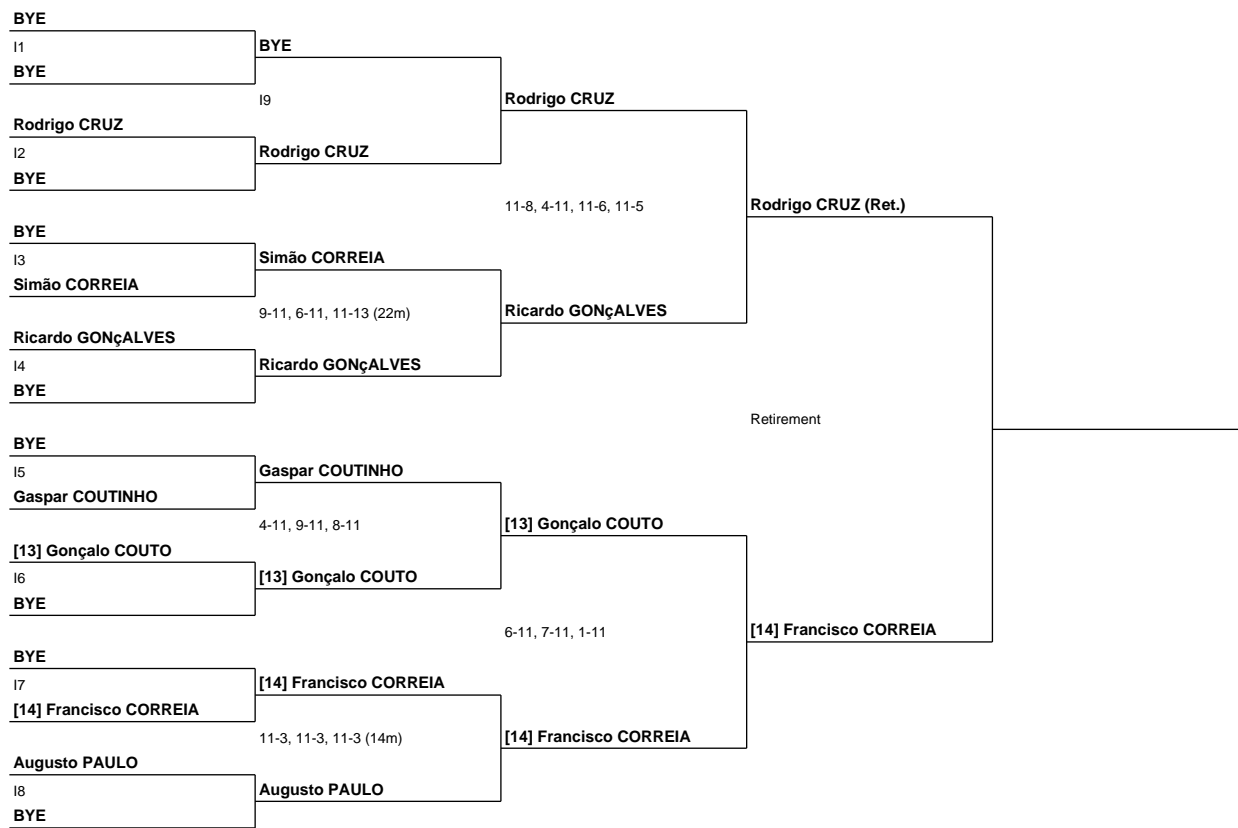 BYE
I1
BYE
BYE
I9
Rodrigo CRUZ
Rodrigo CRUZ
I2
Rodrigo CRUZ
BYE
11-8, 4-11, 11-6, 11-5
Rodrigo CRUZ (Ret.)
BYE
I3
Simão CORREIA
Simão CORREIA
9-11, 6-11, 11-13 (22m)
Ricardo GONçALVES
Ricardo GONçALVES
I4
Ricardo GONçALVES
BYE
Retirement
BYE
I5
Gaspar COUTINHO
Gaspar COUTINHO
4-11, 9-11, 8-11
[13] Gonçalo COUTO
[13] Gonçalo COUTO
I6
[13] Gonçalo COUTO
BYE
6-11, 7-11, 1-11
[14] Francisco CORREIA
BYE
I7
[14] Francisco CORREIA
[14] Francisco CORREIA
11-3, 11-3, 11-3 (14m)
[14] Francisco CORREIA
Augusto PAULO
I8
Augusto PAULO
BYE